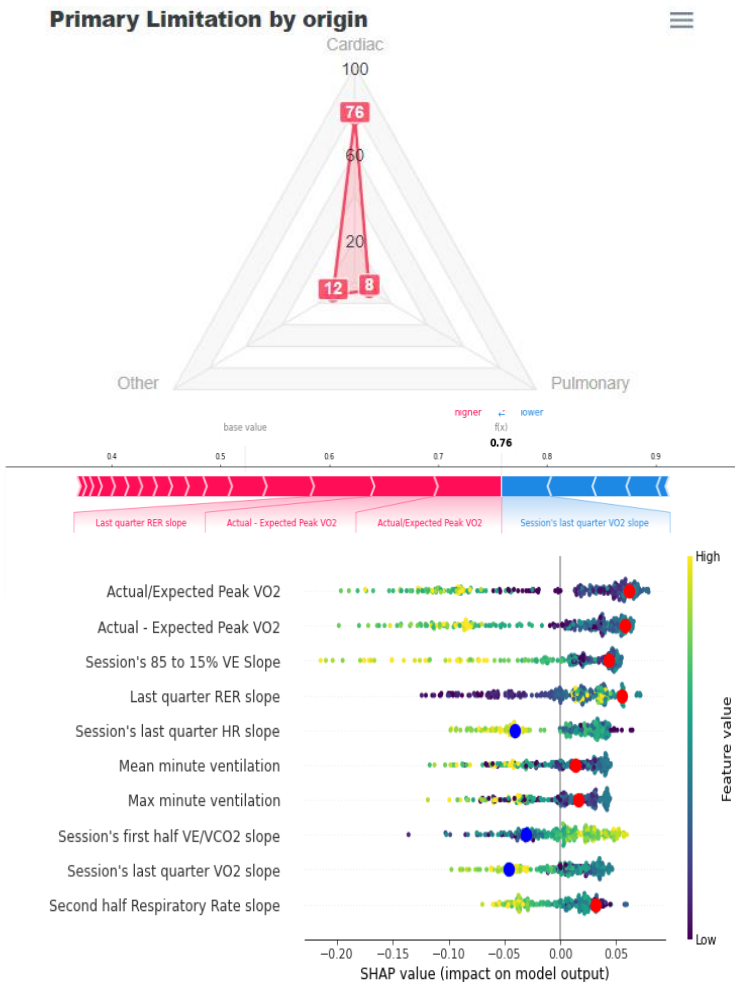 Primary Limitation by origin
Cardiac
100
76
60
20
12
8
Other
Pulmonary
higher
lower
base value
f(x)
0.76
0.4
0.5
0.6
0.7
0.8
0.9
Last quarter RER slope
Actual - Expected Peak VO2
Actual/Expected Peak VO2
Session's last quarter VO2 slope
High
Actual/Expected Peak VO2
Actual - Expected Peak VO2
Session's 85 to 15% VE Slope
Last quarter RER slope
Session's last quarter HR slope
Mean minute ventilation
Max minute ventilation
Session's first half VE/VCO2 slope
Session's last quarter VO2 slope
Second half Respiratory Rate slope
Feature value
Low
−0.20
−0.15
−0.10
−0.05
0.00
0.05
SHAP value (impact on model output)